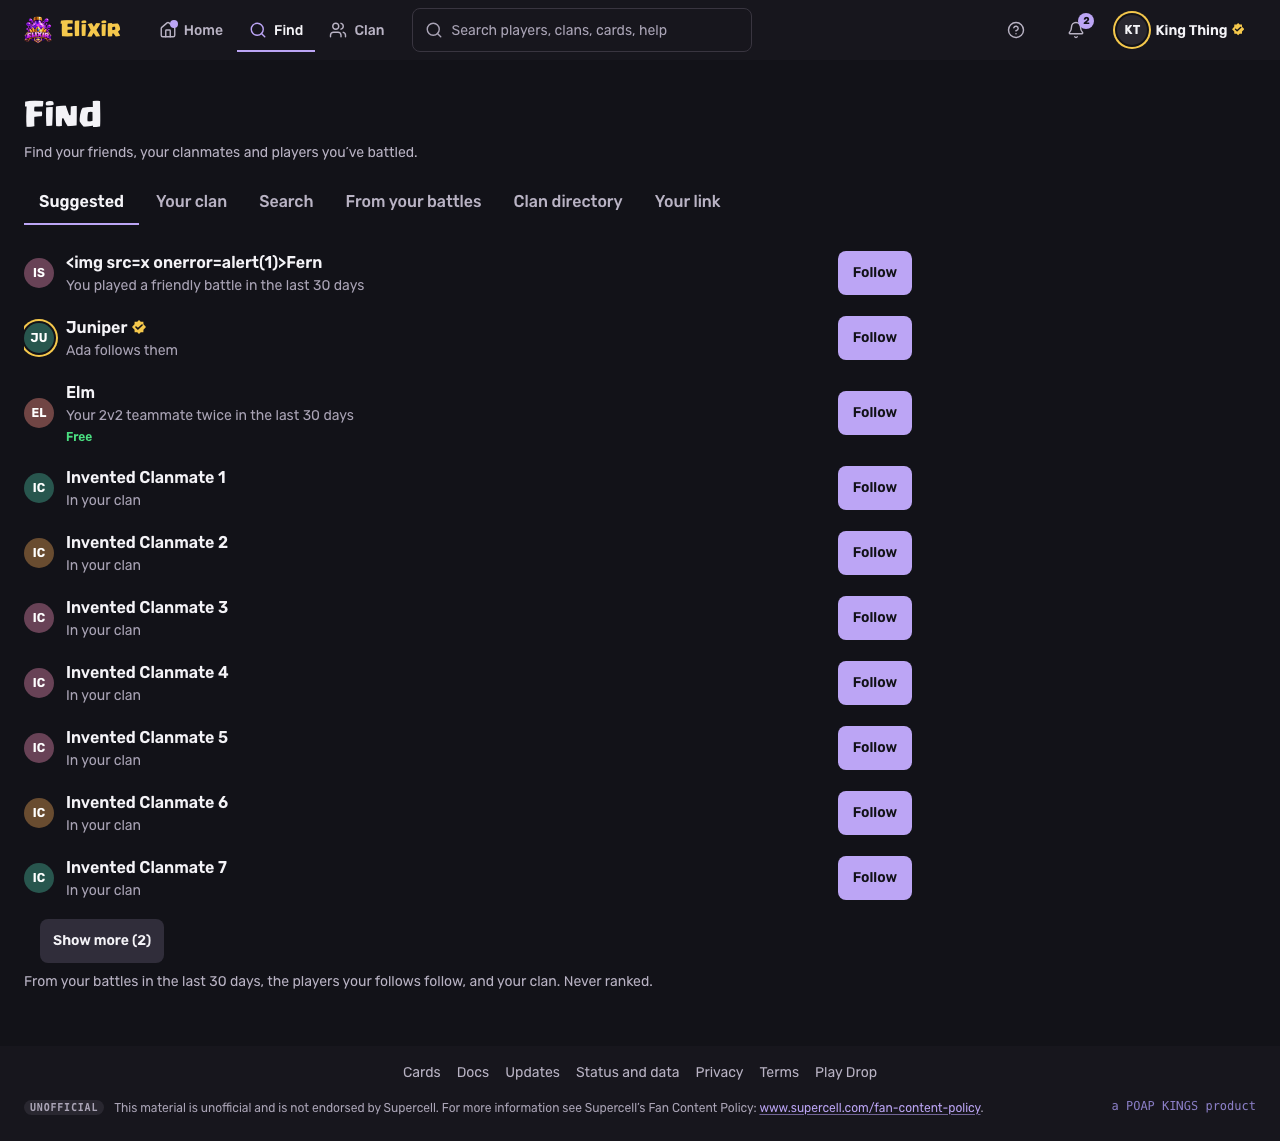 Elixir
Home
Find
Clan
Search players, clans, cards, help
2
KT
King Thing
Find
Find your friends, your clanmates and players you've battled.
Suggested
Your clan
Search
From your battles
Clan directory
Your link
IS
<img src=x onerror=alert(1)>Fern
You played a friendly battle in the last 30 days
Follow
JU
Juniper
Ada follows them
Follow
EL
Elm
Your 2v2 teammate twice in the last 30 days
Free
Follow
IC
Invented Clanmate 1
In your clan
Follow
IC
Invented Clanmate 2
In your clan
Follow
IC
Invented Clanmate 3
In your clan
Follow
IC
Invented Clanmate 4
In your clan
Follow
IC
Invented Clanmate 5
In your clan
Follow
IC
Invented Clanmate 6
In your clan
Follow
IC
Invented Clanmate 7
In your clan
Follow
Show more (2)
From your battles in the last 30 days, the players your follows follow, and your clan. Never ranked.
Cards
Docs
Updates
Status and data
Privacy
Terms
Play Drop
UNOFFICIAL
This material is unofficial and is not endorsed by Supercell. For more information see Supercell's Fan Content Policy: www.supercell.com/fan-content-policy.
a POAP KINGS product